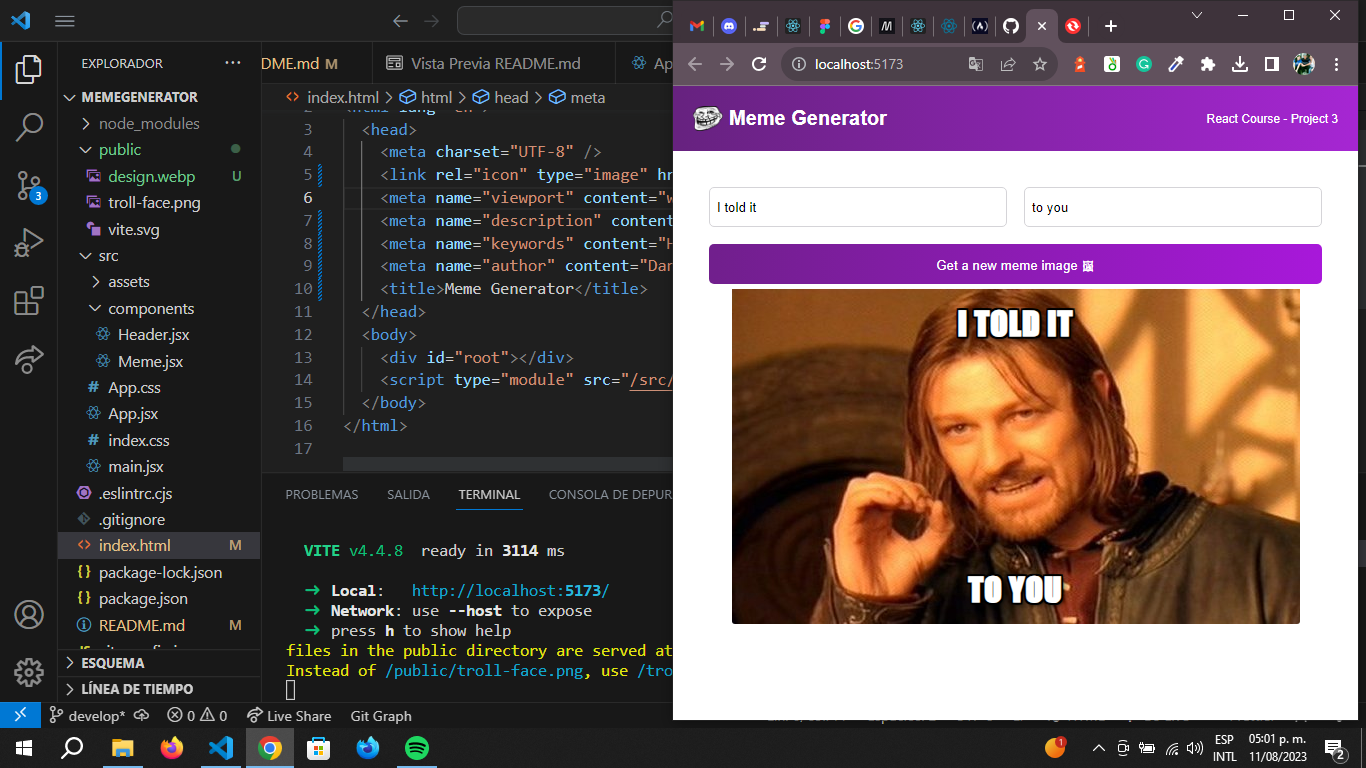 EXPLORADOR
MEMEGENERATOR
node_modules
public
design.webp U
troll-face.png
vite.svg
src
assets
components
Header.jsx
Meme.jsx
App.css
App.jsx
index.css
main.jsx
.eslintrc.cjs
.gitignore
index.html M
package-lock.json
package.json
README.md M
ESQUEMA
LÍNEA DE TIEMPO
3
DME.md M
Vista Previa README.md
Ap
index.html > html > head > meta
3 <head>
4 <meta charset="UTF-8" />
5 <link rel="icon" type="image" hr
6 <meta name="viewport" content="w
7 <meta name="description" content
8 <meta name="keywords" content="H
9 <meta name="author" content="Dar
10 <title>Meme Generator</title>
11 </head>
12 <body>
13 <div id="root"></div>
14 <script type="module" src="/src/
15 </body>
16 </html>
17
PROBLEMAS SALIDA TERMINAL CONSOLA DE DEPUR
VITE v4.4.8 ready in 3114 ms
➜ Local: http://localhost:5173/
➜ Network: use --host to expose
➜ press h to show help
files in the public directory are served at
Instead of /public/troll-face.png, use /tro
develop* 0 0 Live Share Git Graph
localhost:5173
Meme Generator
React Course - Project 3
I told it
to you
Get a new meme image
I TOLD IT
TO YOU
ESP
INTL
05:01 p. m.
11/08/2023
1
2